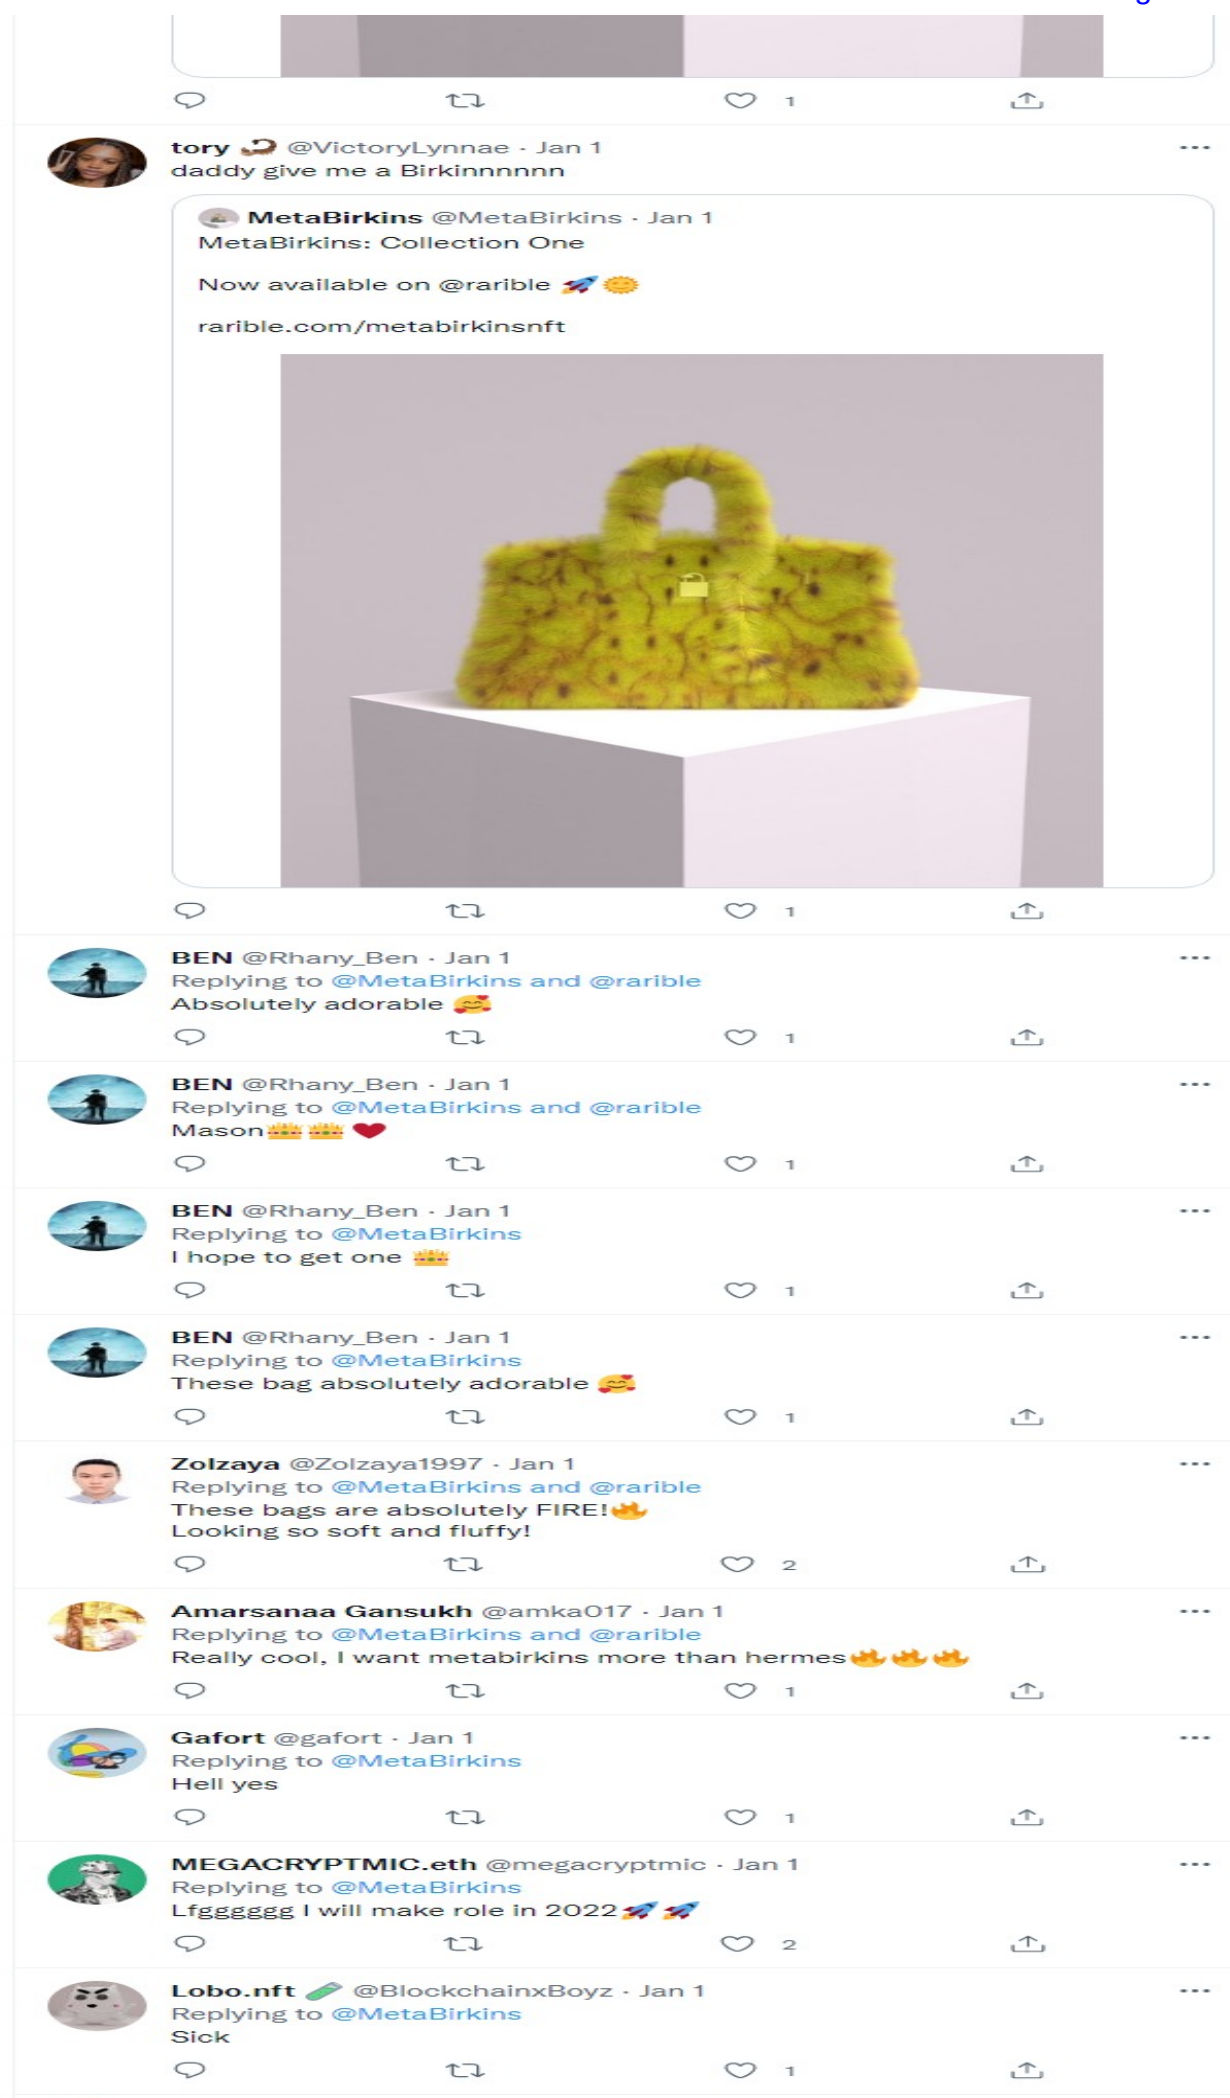 1
tory @VictoryLynnae · Jan 1
daddy give me a Birkinnnnnn
MetaBirkins @MetaBirkins · Jan 1
MetaBirkins: Collection One
Now available on @rarible 🚀🌞
rarible.com/metabirkinsnft
1
BEN @Rhany_Ben · Jan 1
Replying to @MetaBirkins and @rarible
Absolutely adorable 🥰
1
BEN @Rhany_Ben · Jan 1
Replying to @MetaBirkins and @rarible
Mason👑👑❤️
1
BEN @Rhany_Ben · Jan 1
Replying to @MetaBirkins
I hope to get one 👑
1
BEN @Rhany_Ben · Jan 1
Replying to @MetaBirkins
These bag absolutely adorable 🥰
1
Zolzaya @Zolzaya1997 · Jan 1
Replying to @MetaBirkins and @rarible
These bags are absolutely FIRE!🔥
Looking so soft and fluffy!
2
Amarsanaa Gansukh @amka017 · Jan 1
Replying to @MetaBirkins and @rarible
Really cool, I want metabirkins more than hermes🔥🔥🔥
1
Gafort @gafort · Jan 1
Replying to @MetaBirkins
Hell yes
1
MEGACRYPTMIC.eth @megacryptmic · Jan 1
Replying to @MetaBirkins
Lfgggggg I will make role in 2022🚀🚀
2
Lobo.nft 🧪 @BlockchainxBoyz · Jan 1
Replying to @MetaBirkins
Sick
1